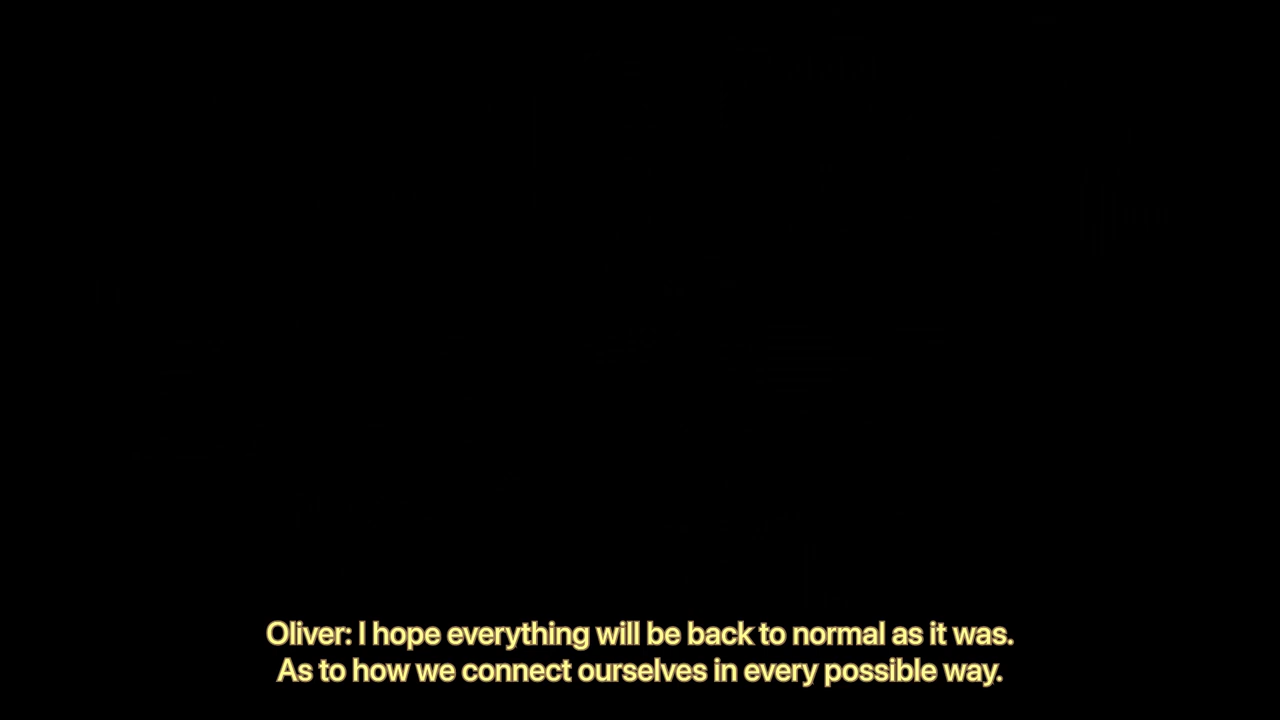 Oliver: I hope everything will be back to normal as it was.
As to how we connect ourselves in every possible way.